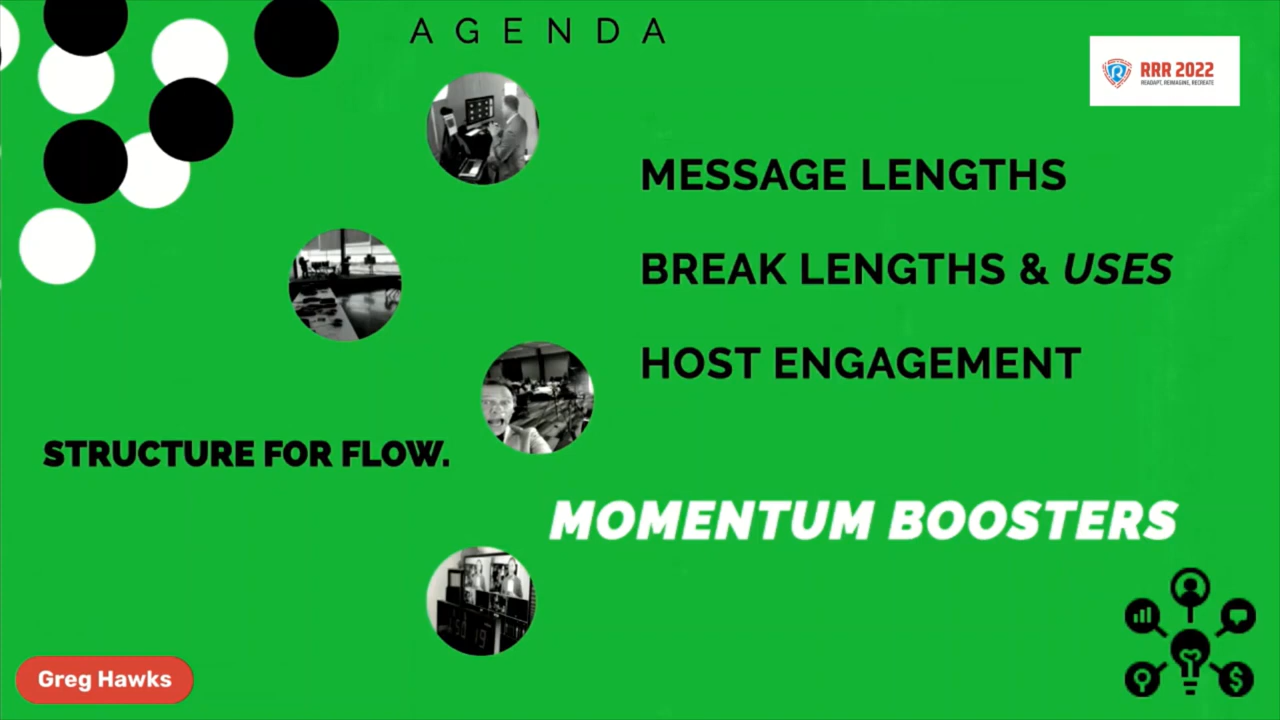 AGENDA
RRR 2022
READAPT, REIMAGINE, RECREATE
MESSAGE LENGTHS
BREAK LENGTHS & USES
HOST ENGAGEMENT
STRUCTURE FOR FLOW.
MOMENTUM BOOSTERS
Greg Hawks